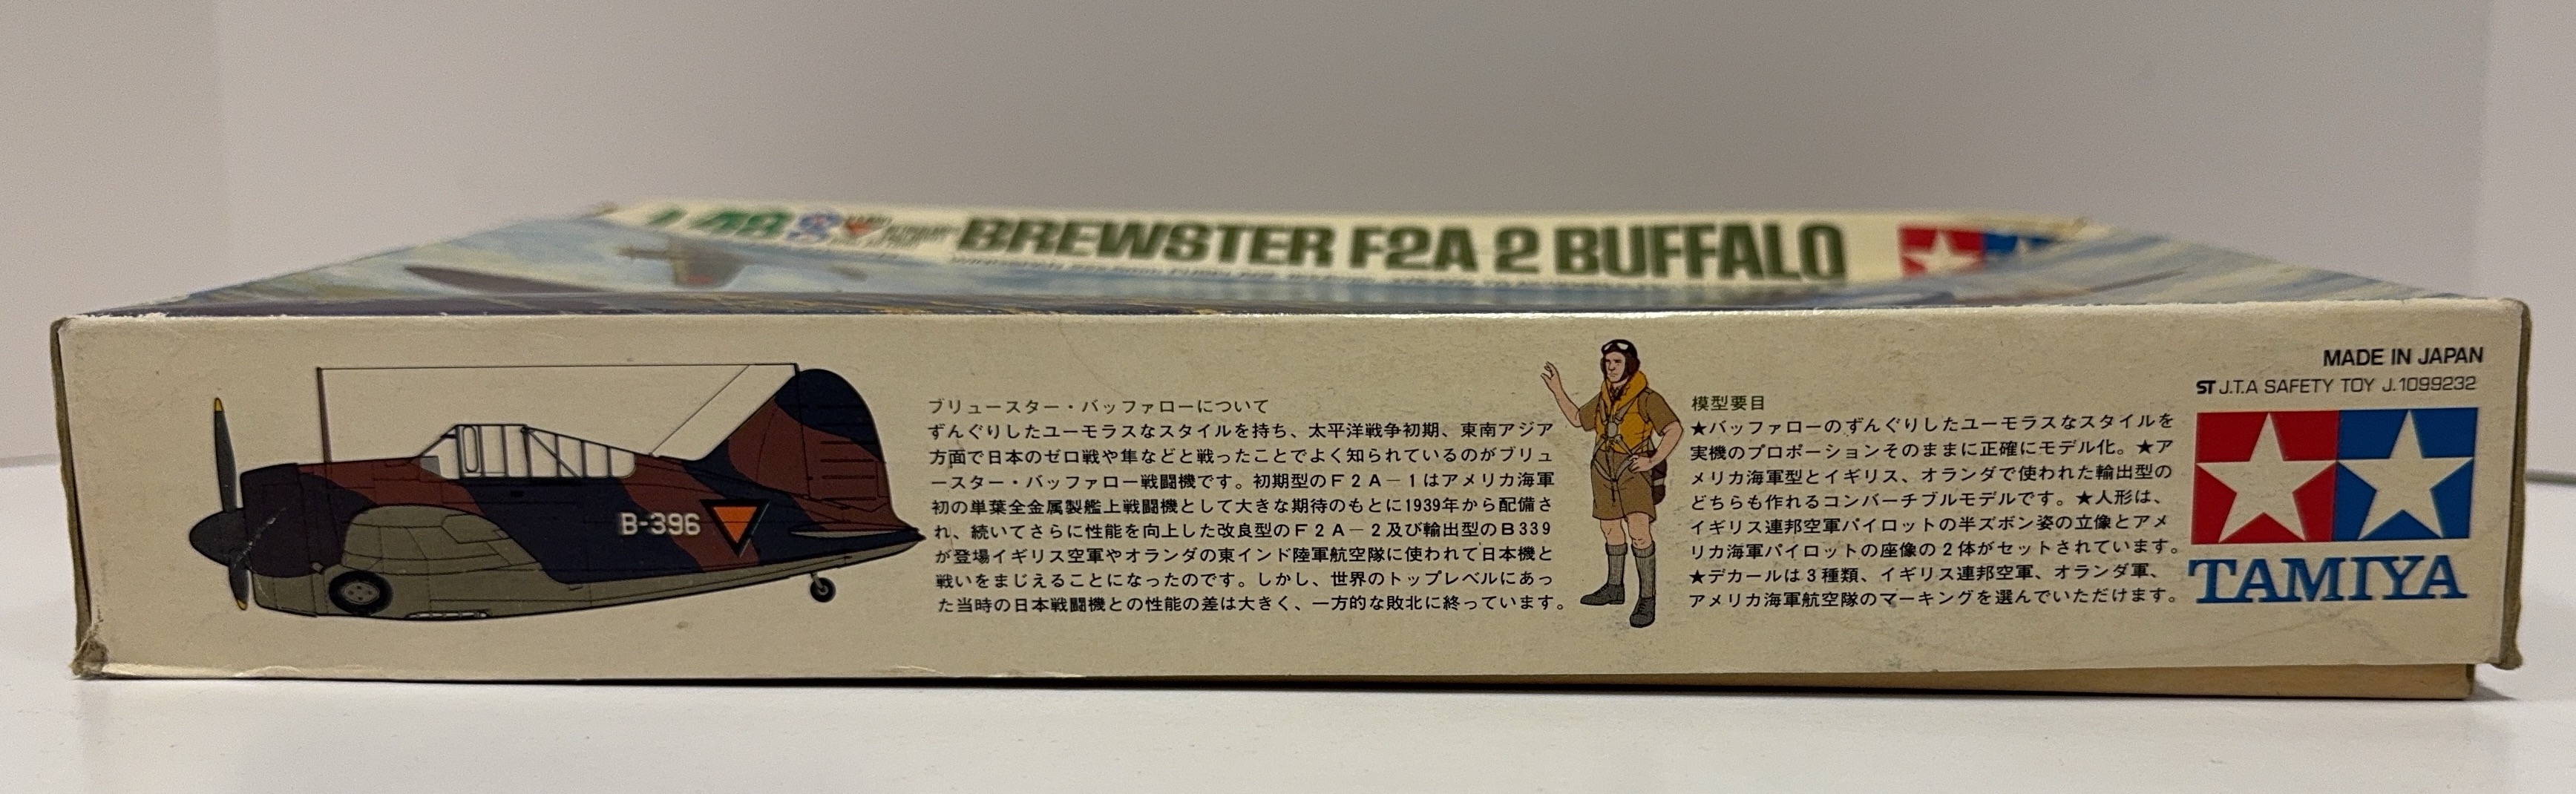 1/48
BREWSTER F2A 2 BUFFALO
B-396
ブリュースター・バッファローについて
ずんぐりしたユーモラスなスタイルを持ち、太平洋戦争初期、東南アジア
方面で日本のゼロ戦や隼などと戦ったことでよく知られているのがブリュ
ースター・バッファロー戦闘機です。初期型のF2A－1はアメリカ海軍
初の単葉全金属製艦上戦闘機として大きな期待のもとに1939年から配備さ
れ、続いてさらに性能を向上した改良型のF2A－2及び輸出型のB339
が登場イギリス空軍やオランダの東インド陸軍航空隊に使われて日本機と
戦いをまじえることになったのです。しかし、世界のトップレベルにあっ
た当時の日本戦闘機との性能の差は大きく、一方的な敗北に終っています。
模型要目
★バッファローのずんぐりしたユーモラスなスタイルを
実機のプロポーションそのままに正確にモデル化。★ア
メリカ海軍型とイギリス、オランダで使われた輸出型の
どちらも作れるコンバーチブルモデルです。★人形は、
イギリス連邦空軍パイロットの半ズボン姿の立像とアメ
リカ海軍パイロットの座像の2体がセットされています。
★デカールは3種類、イギリス連邦空軍、オランダ軍、
アメリカ海軍航空隊のマーキングを選んでいただけます。
MADE IN JAPAN
ST J.T.A SAFETY TOY J.1099232
TAMIYA